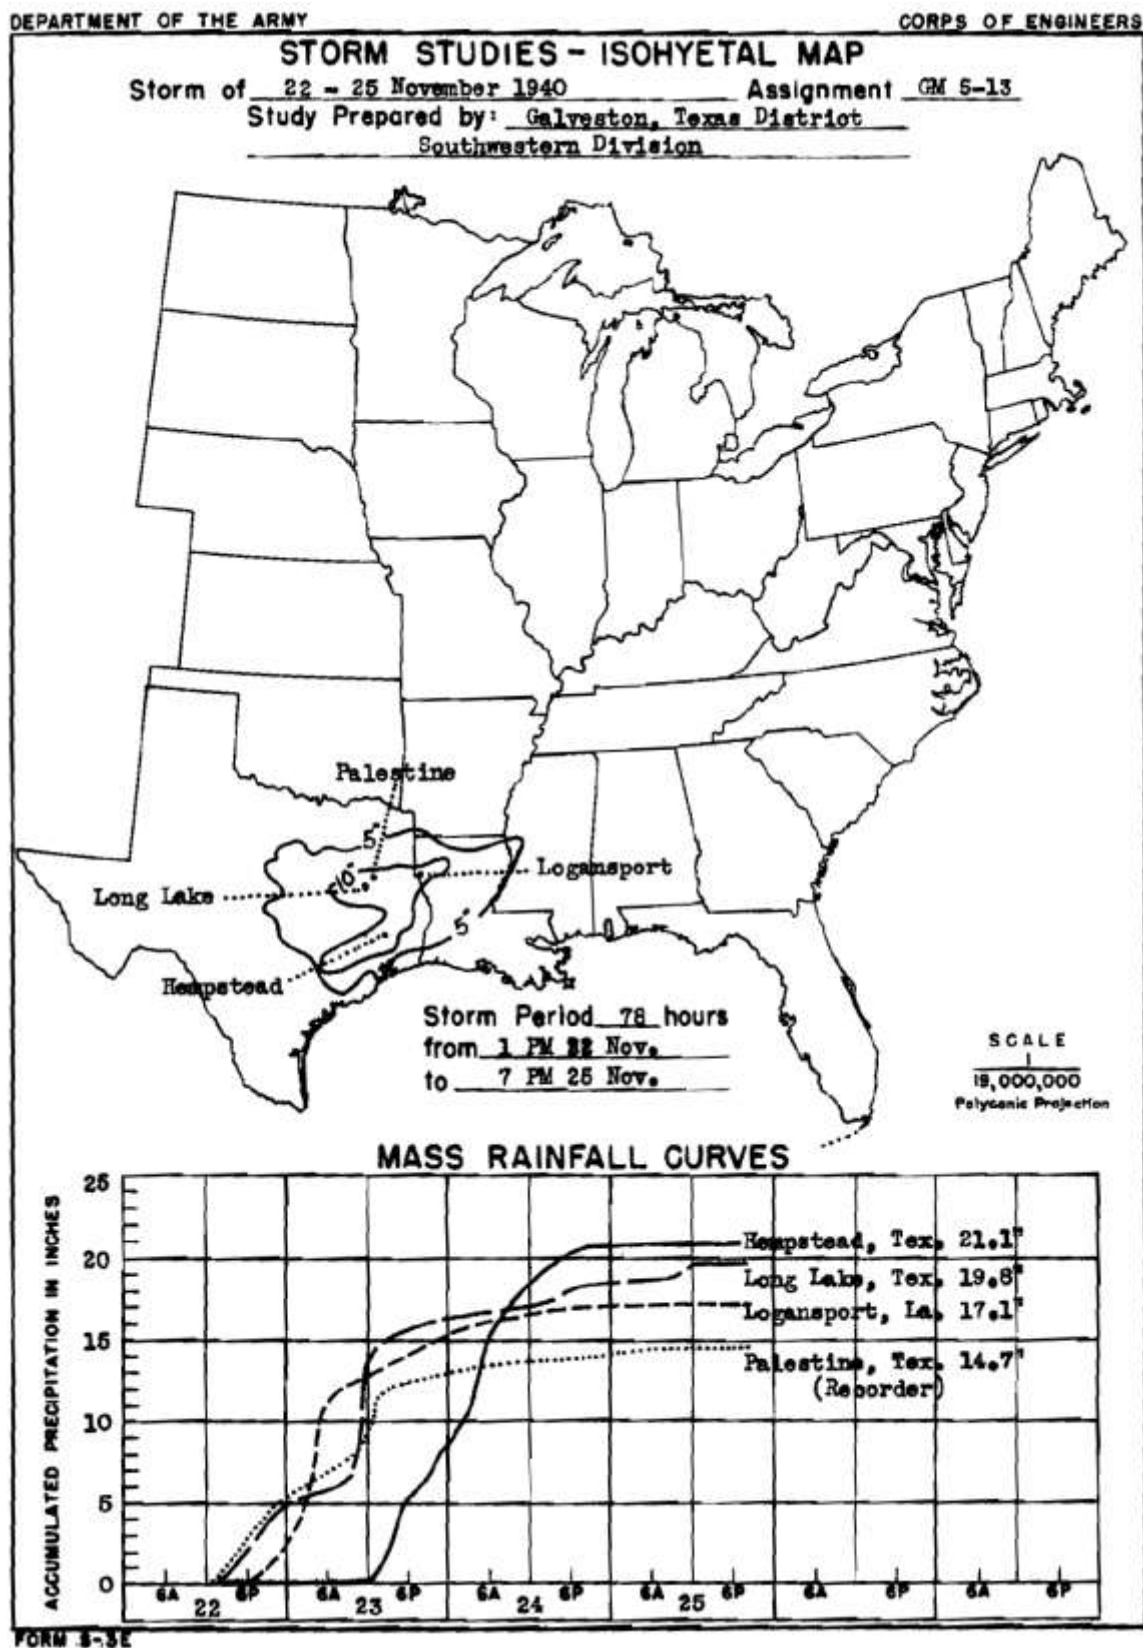 DEPARTMENT OF THE ARMY CORPS OF ENGINEERS
STORM STUDIES - ISOHYETAL MAP
Storm of 22 - 25 November 1940 Assignment GM 5-13
Study Prepared by: Galveston, Texas District
Southwestern Division
Palestine
5"
10"
Logansport
Long Lake
5"
Hempstead
Storm Period 78 hours
from 1 PM 22 Nov.
to 7 PM 25 Nov.
SCALE
1
19,000,000
Polyconic Projection
MASS RAINFALL CURVES
ACCUMULATED PRECIPITATION IN INCHES
25
20
15
10
5
0
Hempstead, Tex. 21.1"
Long Lake, Tex. 19.8"
Logansport, La. 17.1"
Palestine, Tex. 14.7"
(Recorder)
6A 6P 6A 6P 6A 6P 6A 6P 6A 6P 6A 6P
22 23 24 25
FORM S-3E